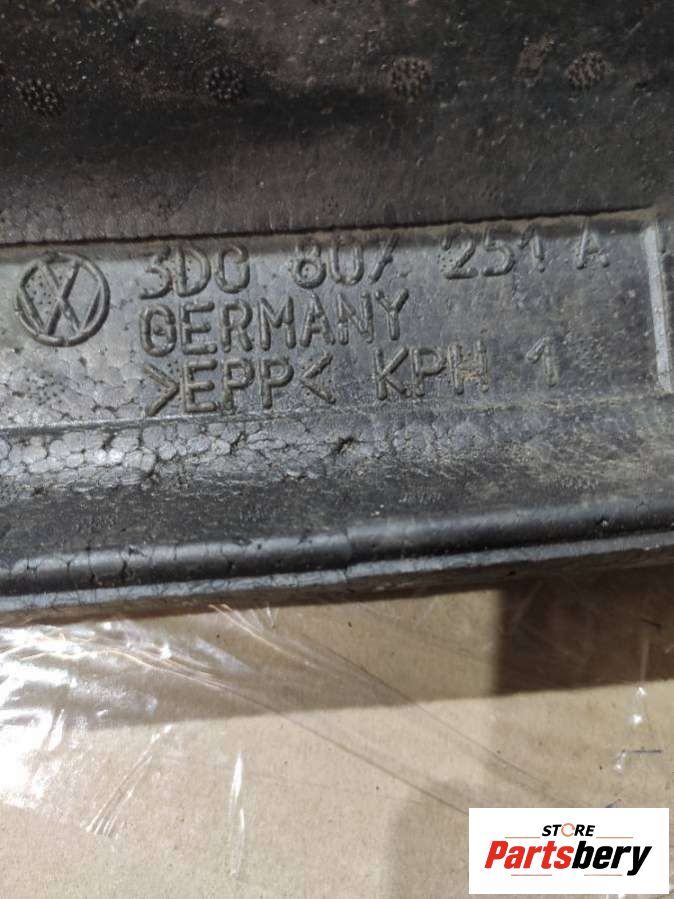 3D0 807 251 A
GERMANY
>EPP< KPH 1
STORE
Partsbery